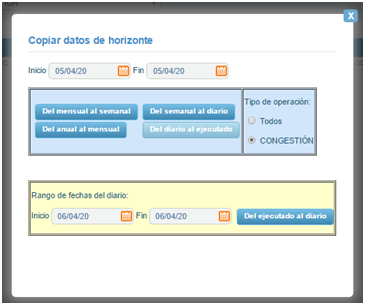 X
Copiar datos de horizonte
Inicio 05/04/20 Fin 05/04/20
Del mensual al semanal Del semanal al diario
Del anual al mensual Del diario al ejecutado
Tipo de operación:
Todos
CONGESTIÓN
Rango de fechas del diario:
Inicio 06/04/20 Fin 06/04/20 Del ejecutado al diario